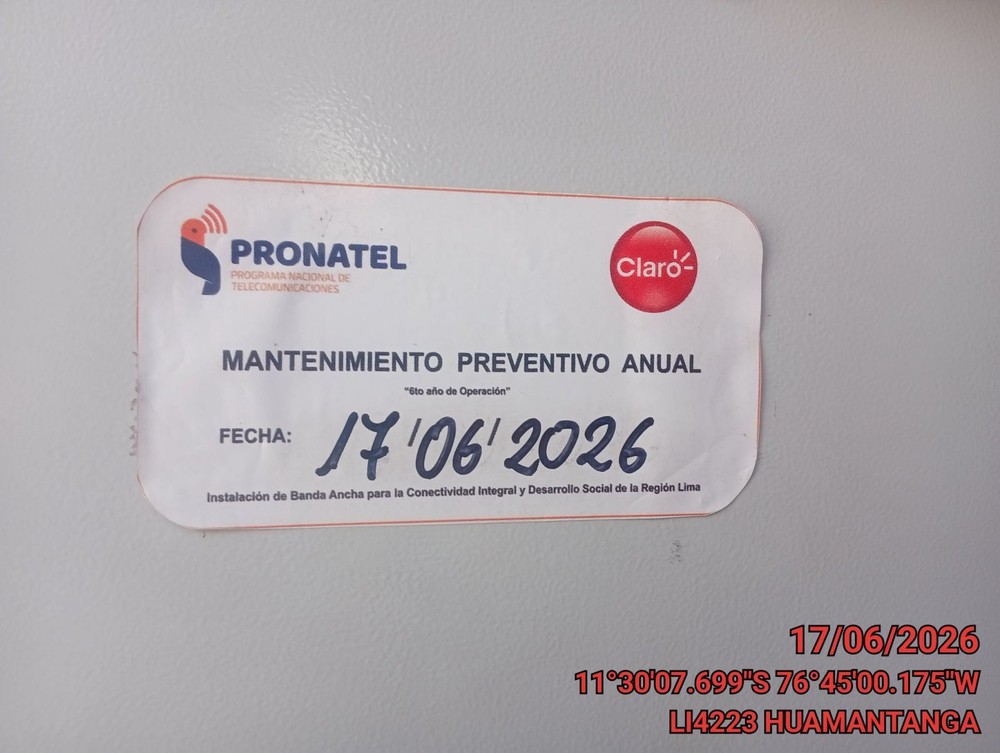 PRONATEL
PROGRAMA NACIONAL DE
TELECOMUNICACIONES
Claro
MANTENIMIENTO PREVENTIVO ANUAL
"6to año de Operación"
FECHA: 17/06/2026
Instalación de Banda Ancha para la Conectividad Integral y Desarrollo Social de la Región Lima
17/06/2026
11°30'07.699"S 76°45'00.175"W
LI4223 HUAMANTANGA